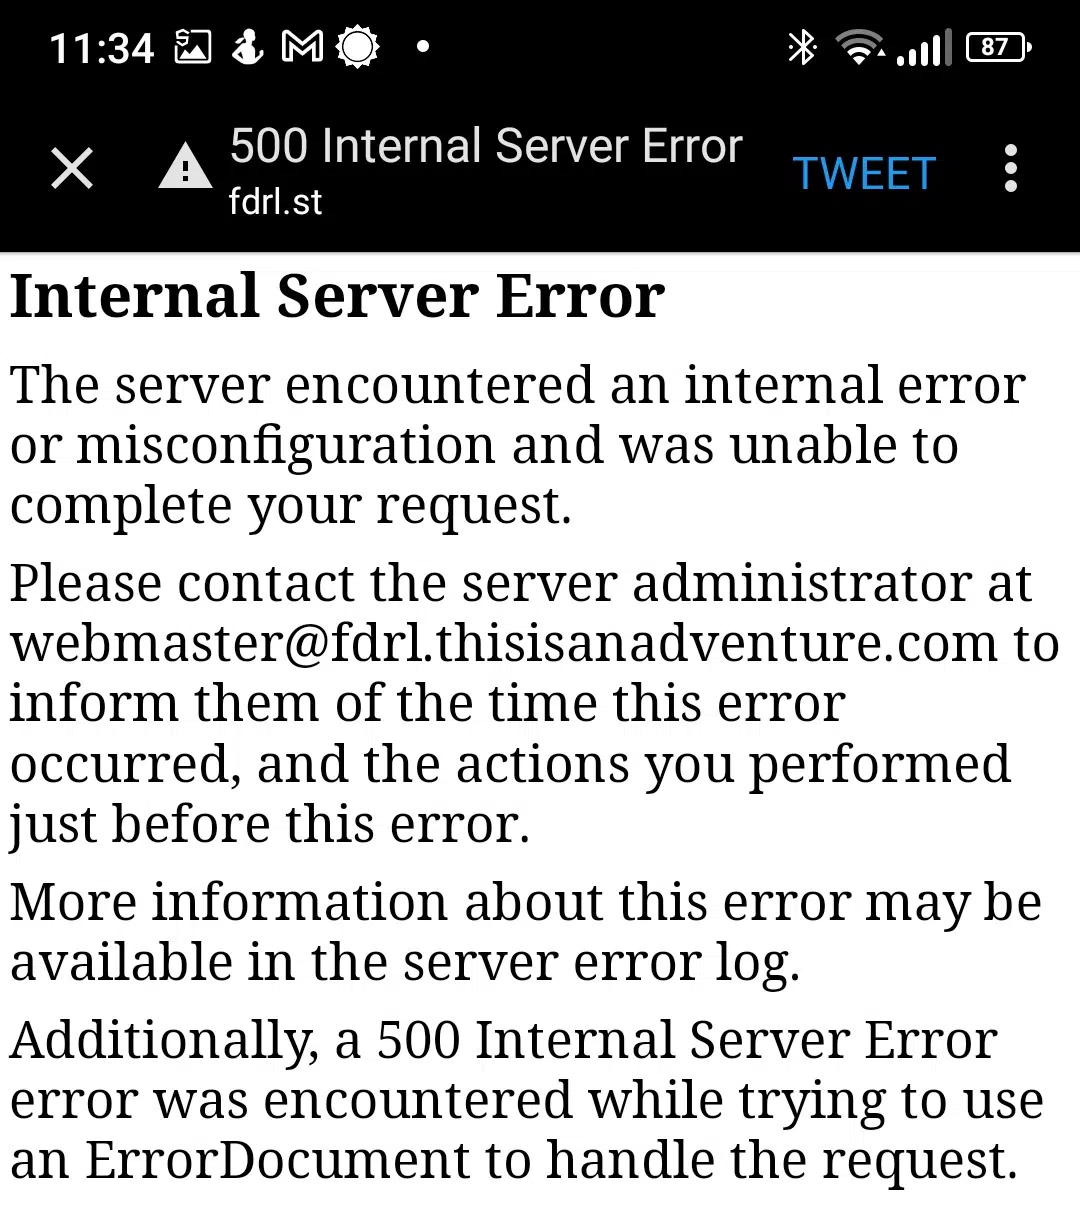 11:34
87
500 Internal Server Error
fdrl.st
TWEET
Internal Server Error
The server encountered an internal error
or misconfiguration and was unable to
complete your request.
Please contact the server administrator at
webmaster@fdrl.thisisanadventure.com to
inform them of the time this error
occurred, and the actions you performed
just before this error.
More information about this error may be
available in the server error log.
Additionally, a 500 Internal Server Error
error was encountered while trying to use
an ErrorDocument to handle the request.